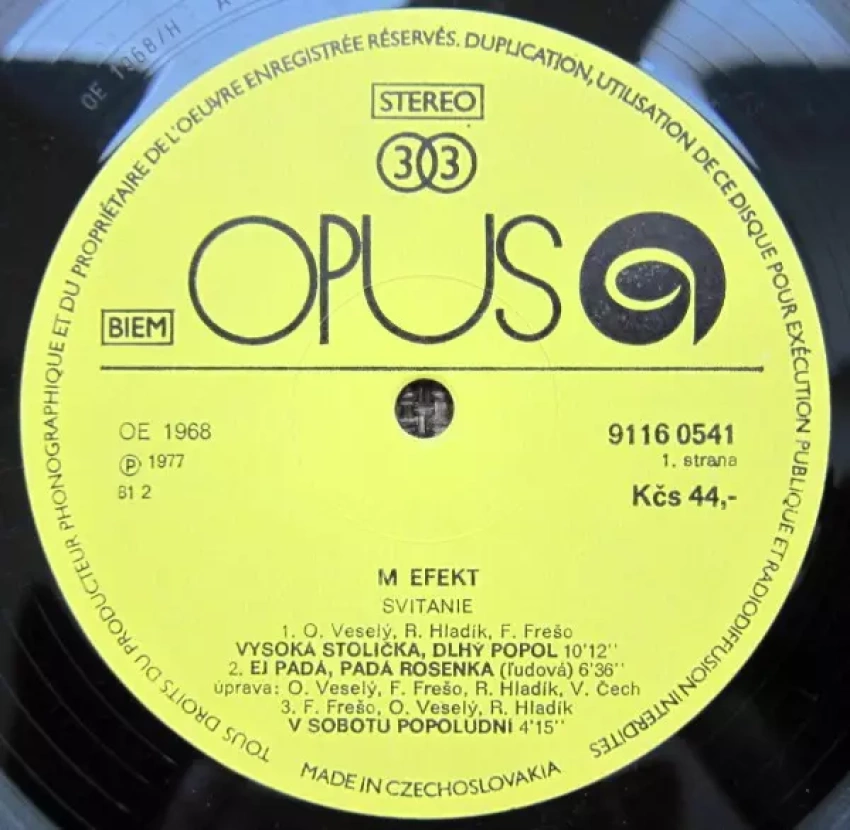 OE 1968/H A
TOUS DROITS DU PRODUCTEUR PHONOGRAPHIQUE ET DU PROPRIÉTAIRE DE L'OEUVRE ENREGISTRÉE RÉSERVÉS. DUPLICATION, UTILISATION DE CE DISQUE POUR EXÉCUTION PUBLIQUE ET RADIODIFFUSION INTERDITES
STEREO
33
OPUS
BIEM
OE 1968
9116 0541
Ⓟ 1977
1. strana
81 2
Kčs 44,-
M EFEKT
SVITANIE
1. O. Veselý, R. Hladík, F. Frešo
VYSOKÁ STOLIČKA, DLHÝ POPOL 10'12''
2. EJ PADÁ, PADÁ ROSENKA (ľudová) 6'36''
úprava: O. Veselý, F. Frešo, R. Hladík, V. Čech
3. F. Frešo, O. Veselý, R. Hladík
V SOBOTU POPOLUDNÍ 4'15''
MADE IN CZECHOSLOVAKIA